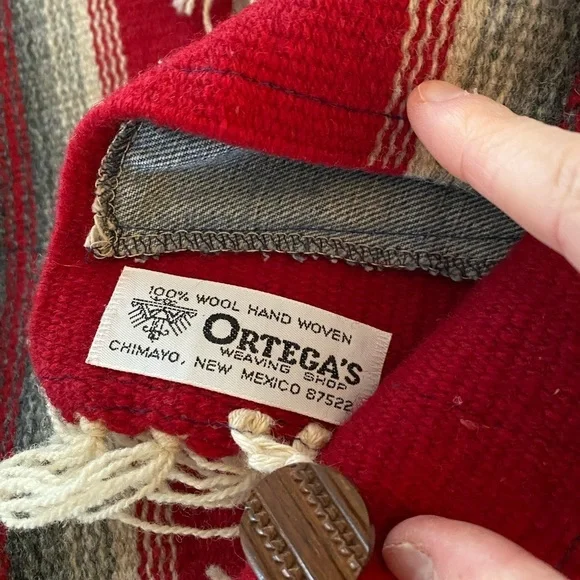 100% WOOL HAND WOVEN
ORTEGA'S
WEAVING SHOP
CHIMAYO, NEW MEXICO 87522